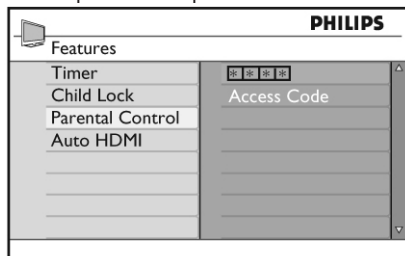 PHILIPS
Features
Timer
* * * *
Child Lock
Access Code
Parental Control
Auto HDMI